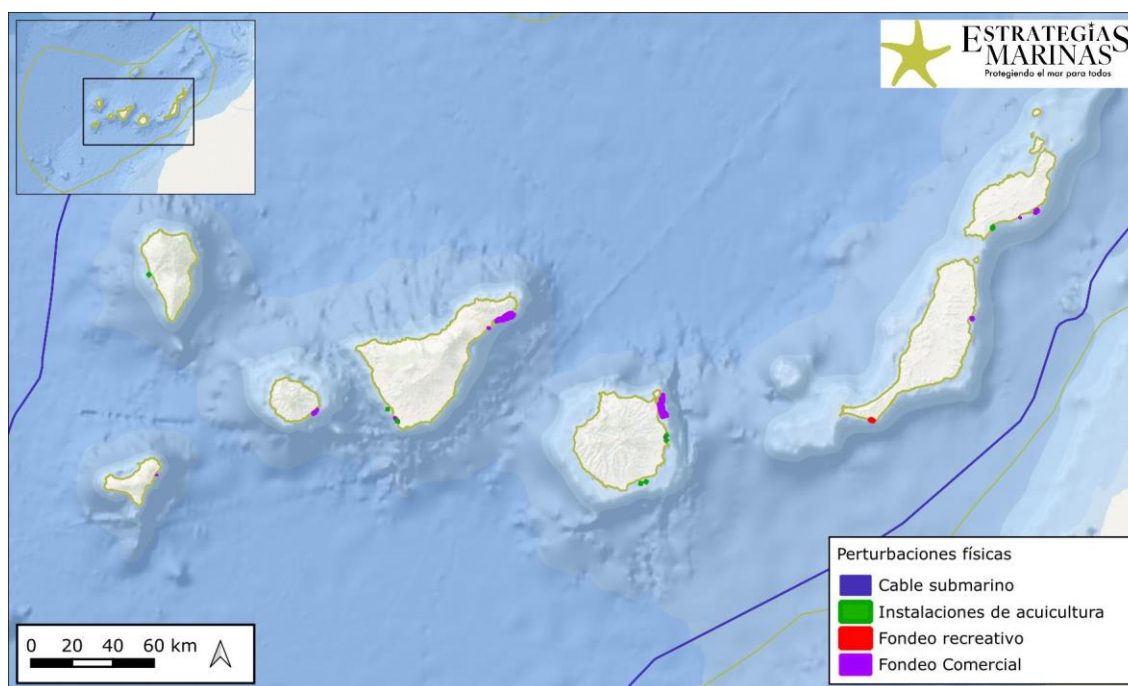 ESTRATEGIAS
MARINAS
Protegiendo el mar para todos
Perturbaciones físicas
Cable submarino
Instalaciones de acuicultura
Fondeo recreativo
Fondeo Comercial
0 20 40 60 km